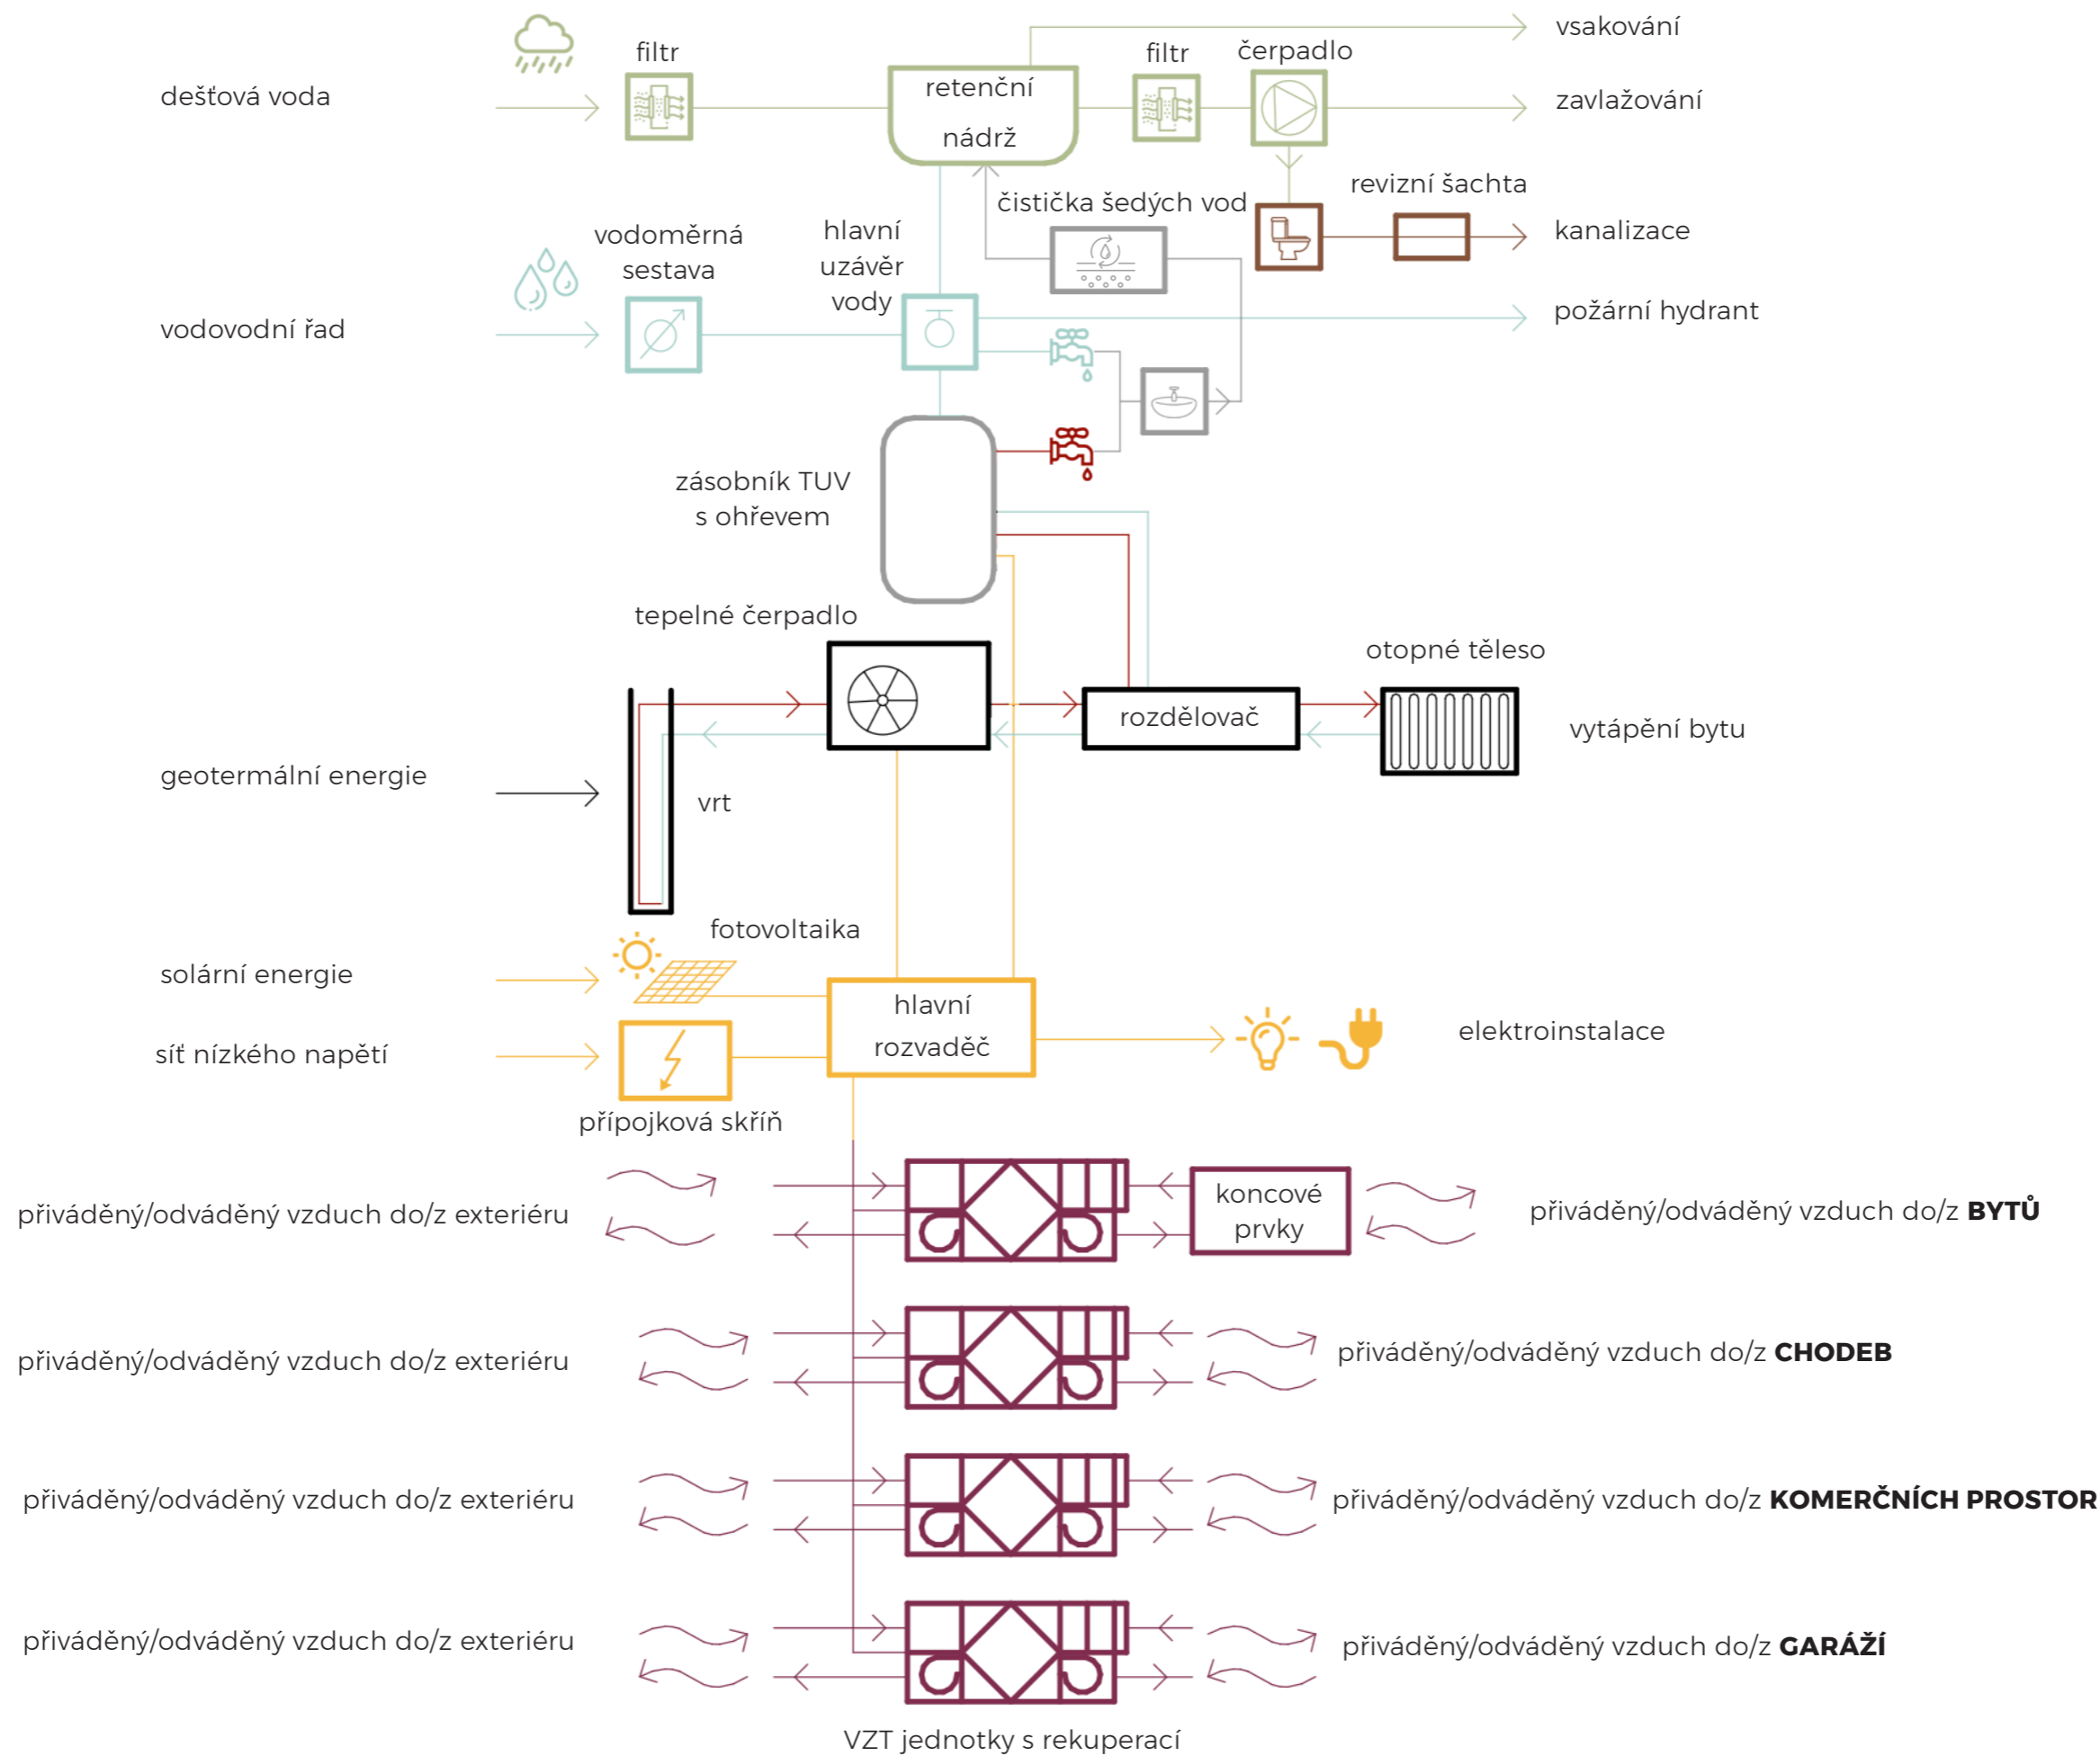 vsakování
filtr
filtr
čerpadlo
dešťová voda
retenční
nádrž
zavlažování
revizní šachta
čistička šedých vod
kanalizace
vodoměrná
sestava
hlavní
uzávěr
vody
požární hydrant
vodovodní řad
zásobník TUV
s ohřevem
tepelné čerpadlo
otopné těleso
rozdělovač
vytápění bytu
geotermální energie
vrt
fotovoltaika
solární energie
hlavní
rozvaděč
elektroinstalace
síť nízkého napětí
přípojková skříň
koncové
prvky
přiváděný/odváděný vzduch do/z exteriéru
přiváděný/odváděný vzduch do/z BYTŮ
přiváděný/odváděný vzduch do/z exteriéru
přiváděný/odváděný vzduch do/z CHODEB
přiváděný/odváděný vzduch do/z exteriéru
přiváděný/odváděný vzduch do/z KOMERČNÍCH PROSTOR
přiváděný/odváděný vzduch do/z exteriéru
přiváděný/odváděný vzduch do/z GARÁŽÍ
VZT jednotky s rekuperací